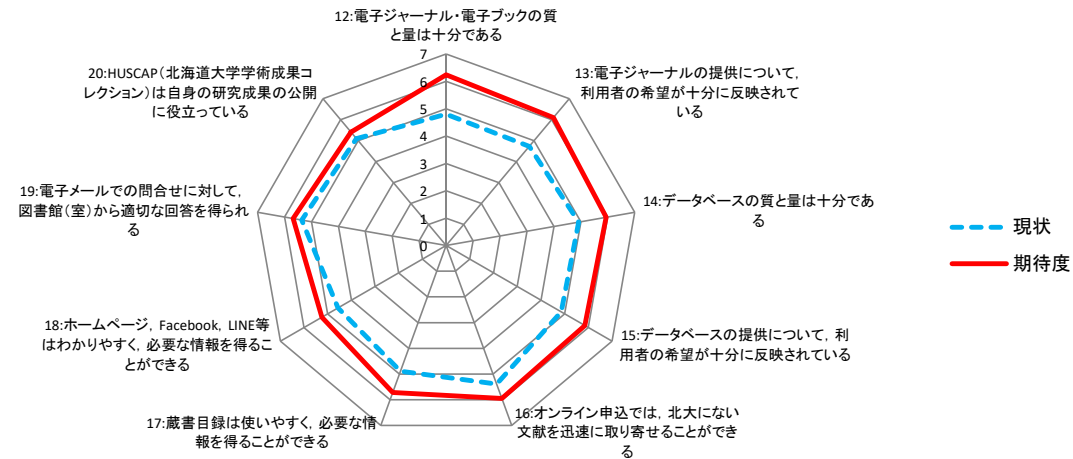 12:電子ジャーナル・電子ブックの質
と量は十分である
13:電子ジャーナルの提供について,
利用者の希望が十分に反映されて
いる
14:データベースの質と量は十分であ
る
15:データベースの提供について, 利
用者の希望が十分に反映されている
16:オンライン申込では, 北大にない
文献を迅速に取り寄せることができ
る
17:蔵書目録は使いやすく, 必要な情
報を得ることができる
18:ホームページ, Facebook, LINE等
はわかりやすく, 必要な情報を得るこ
とができる
19:電子メールでの問合せに対して,
図書館(室)から適切な回答を得られ
る
20:HUSCAP(北海道大学学術成果コ
レクション)は自身の研究成果の公開
に役立っている
7
6
5
4
3
2
1
0
現状
期待度